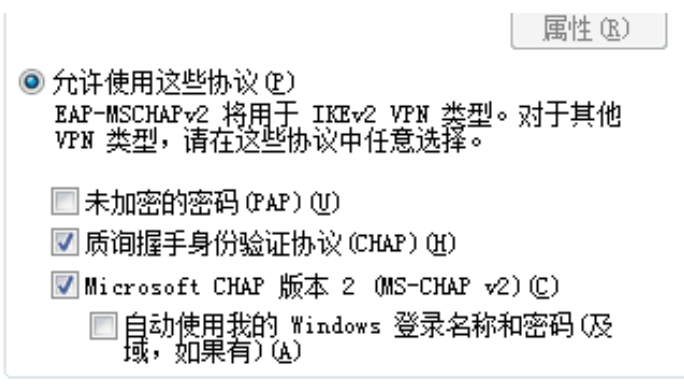 属性(R)
允许使用这些协议(P)
EAP-MSCHAPv2 将用于 IKEv2 VPN 类型。对于其他
VPN 类型，请在这些协议中任意选择。
未加密的密码(PAP)(U)
质询握手身份验证协议(CHAP)(H)
Microsoft CHAP 版本 2 (MS-CHAP v2)(C)
自动使用我的 Windows 登录名称和密码(及
域，如果有)(A)